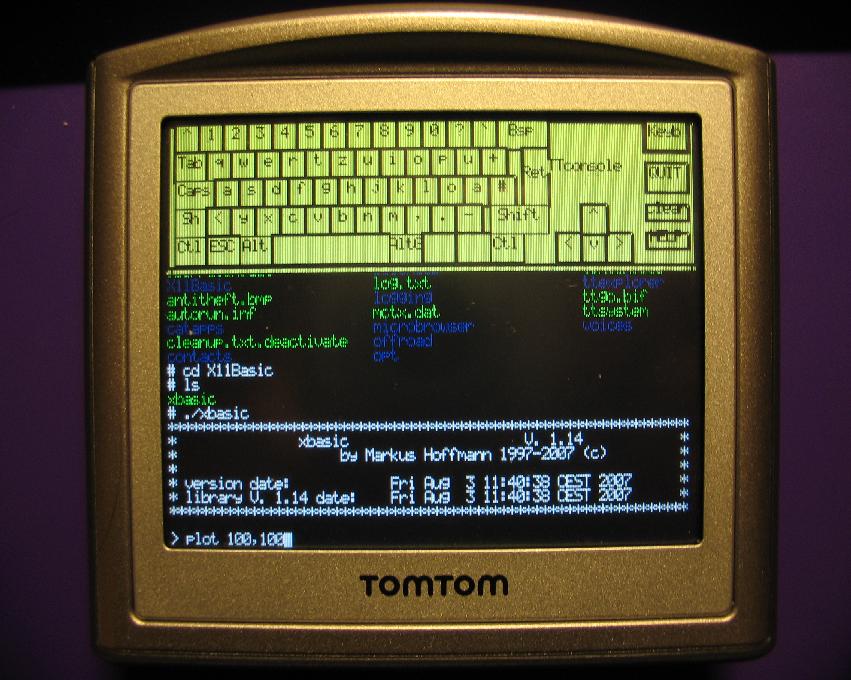 ^ 1 2 3 4 5 6 7 8 9 0 ? ` Bsp Keyb
Tab q w e r t z u i o p u + Ret TTconsole QUIT
Caps a s d f g h j k l o a # clean
Sh < y x c v b n m , . - Shift ^ HELP
Ctl ESC Alt AltG Ctl < v >
X11Basic log.txt ttexplorer
antitheft.bmp logging ttgo.bif
autorun.inf mctx.dat ttsystem
catapps microbrowser voices
cleanup.txt.deactivate offroad
contacts opt
# cd X11Basic
# ls
xbasic
# ./xbasic
***************************************************************
* xbasic V. 1.14 *
* by Markus Hoffmann 1997-2007 (c) *
* *
* version date: Fri Aug 3 11:40:38 CEST 2007 *
* library V. 1.14 date: Fri Aug 3 11:40:38 CEST 2007 *
***************************************************************
> plot 100,100
TOMTOM